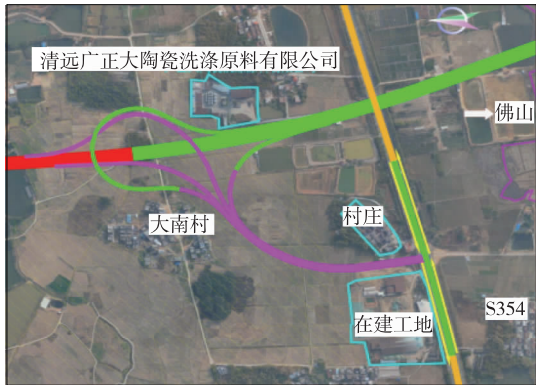 清远广正大陶瓷洗涤原料有限公司
佛山
大南村
村庄
S354
在建工地